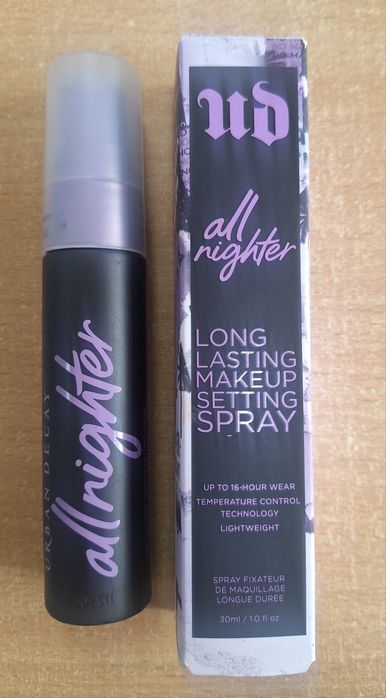 URBAN DECAY
all nighter
ud
all
nighter
LONG
LASTING
MAKEUP
SETTING
SPRAY
UP TO 16-HOUR WEAR
TEMPERATURE CONTROL
TECHNOLOGY
LIGHTWEIGHT
SPRAY FIXATEUR
DE MAQUILLAGE
LONGUE DURÉE
30ml / 1.0 fl. oz.